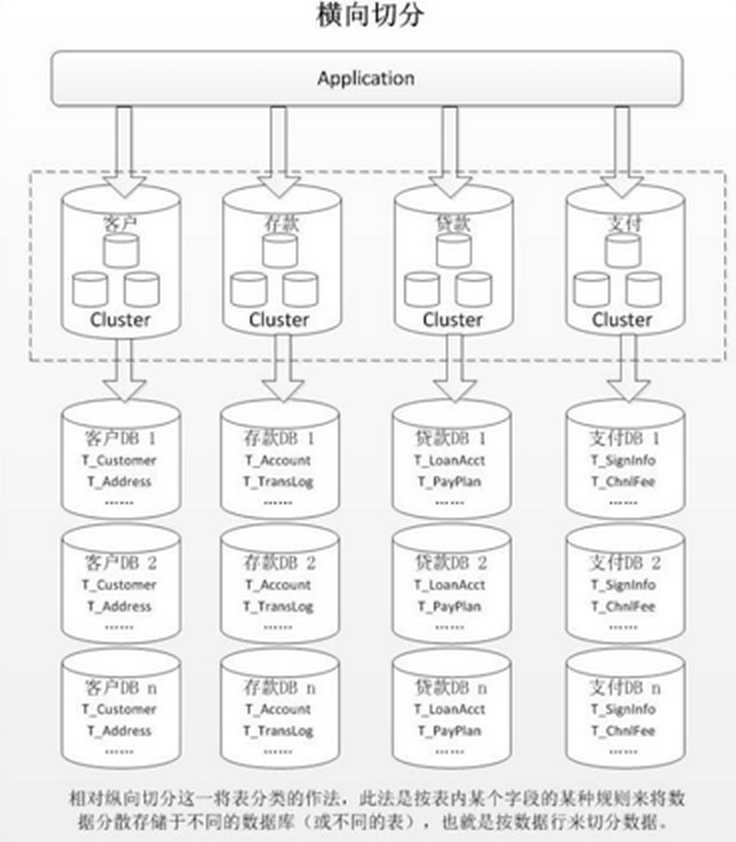 横向切分
Application
客户 存款 贷款 支付
Cluster Cluster Cluster Cluster
客户DB 1 存款DB 1 贷款DB 1 支付DB 1
T_Customer T_Account T_LoanAcct T_SignInfo
T_Address T_TransLog T_PayPlan T_ChnlFee
...... ...... ...... ......
客户DB 2 存款DB 2 贷款DB 2 支付DB 2
T_Customer T_Account T_LoanAcct T_SignInfo
T_Address T_TransLog T_PayPlan T_ChnlFee
...... ...... ...... ......
客户DB n 存款DB n 贷款DB n 支付DB n
T_Customer T_Account T_LoanAcct T_SignInfo
T_Address T_TransLog T_PayPlan T_ChnlFee
...... ...... ...... ......
相对纵向切分这一将表分类的作法，此法是按表内某个字段的某种规则来将数
据分散存储于不同的数据库（或不同的表），也就是按数据行来切分数据。